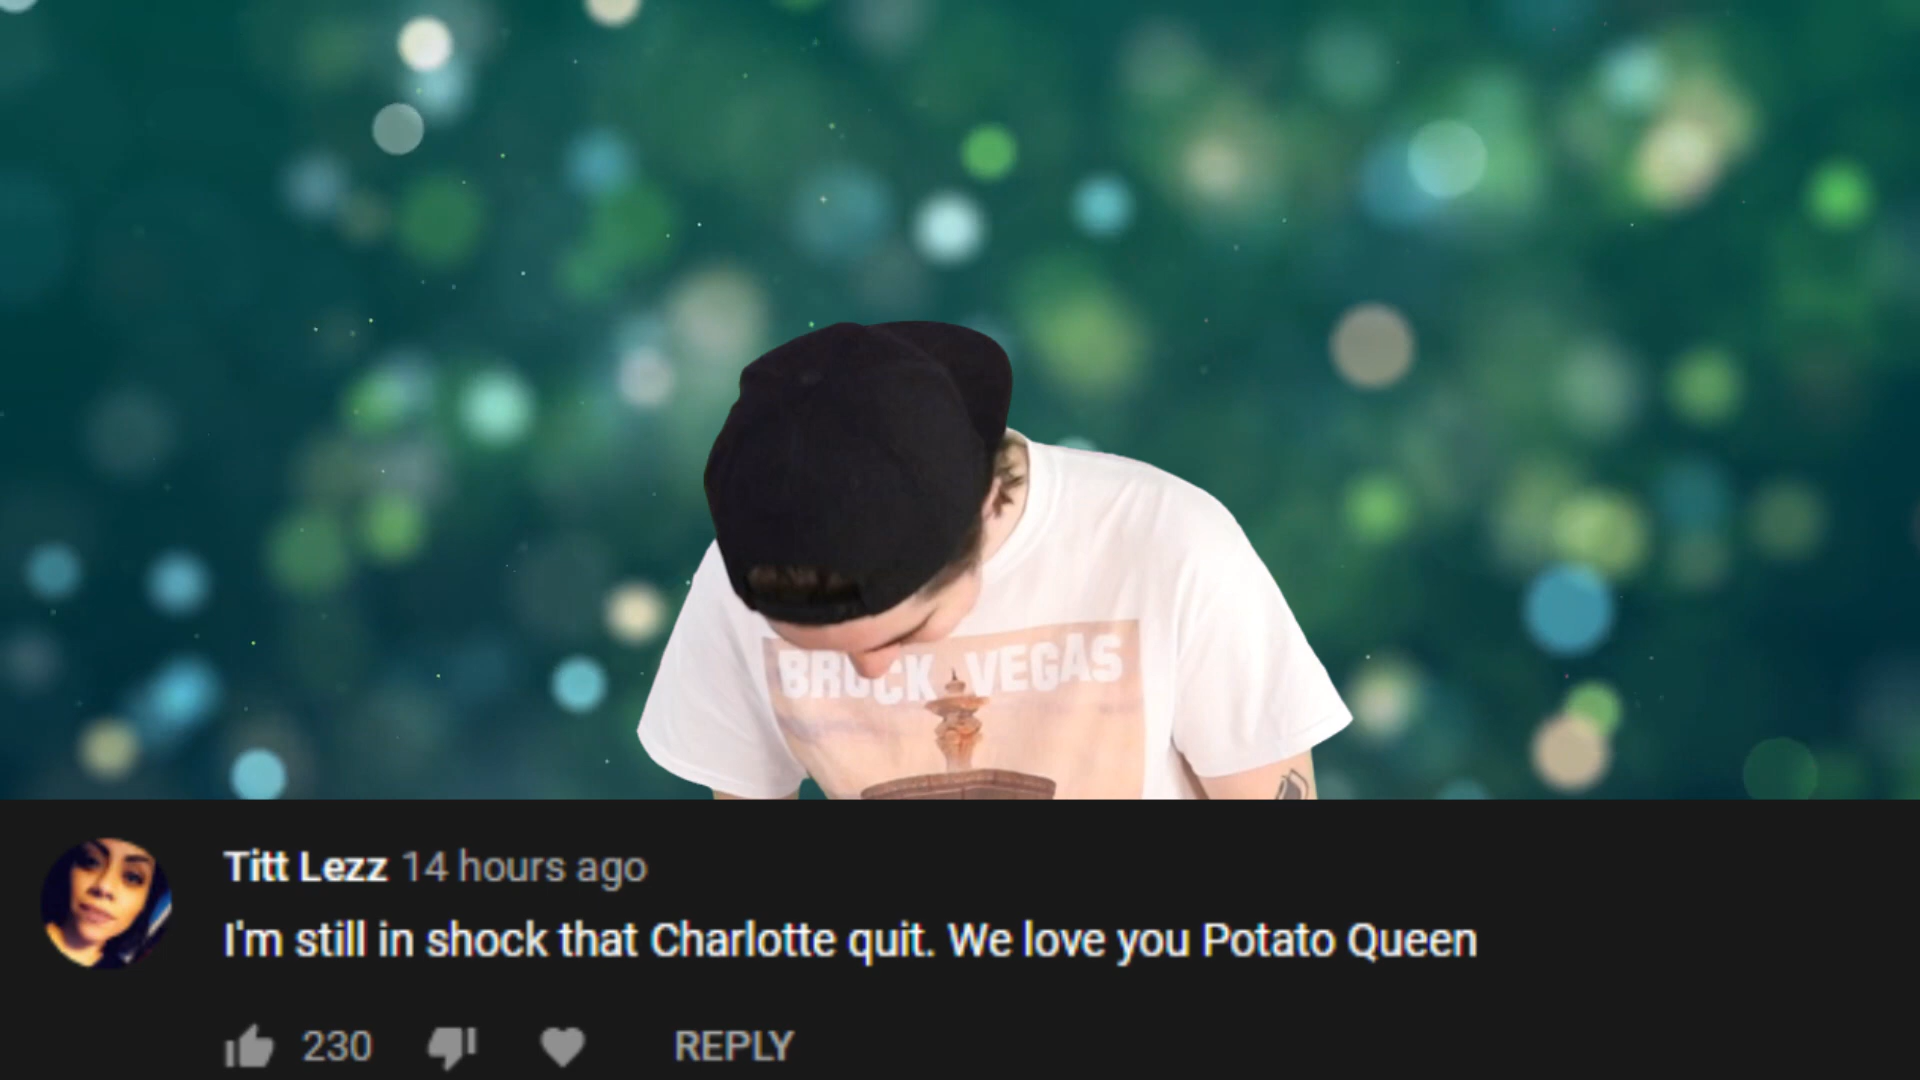 BROCK VEGAS
Titt Lezz 14 hours ago
I'm still in shock that Charlotte quit. We love you Potato Queen
230 REPLY